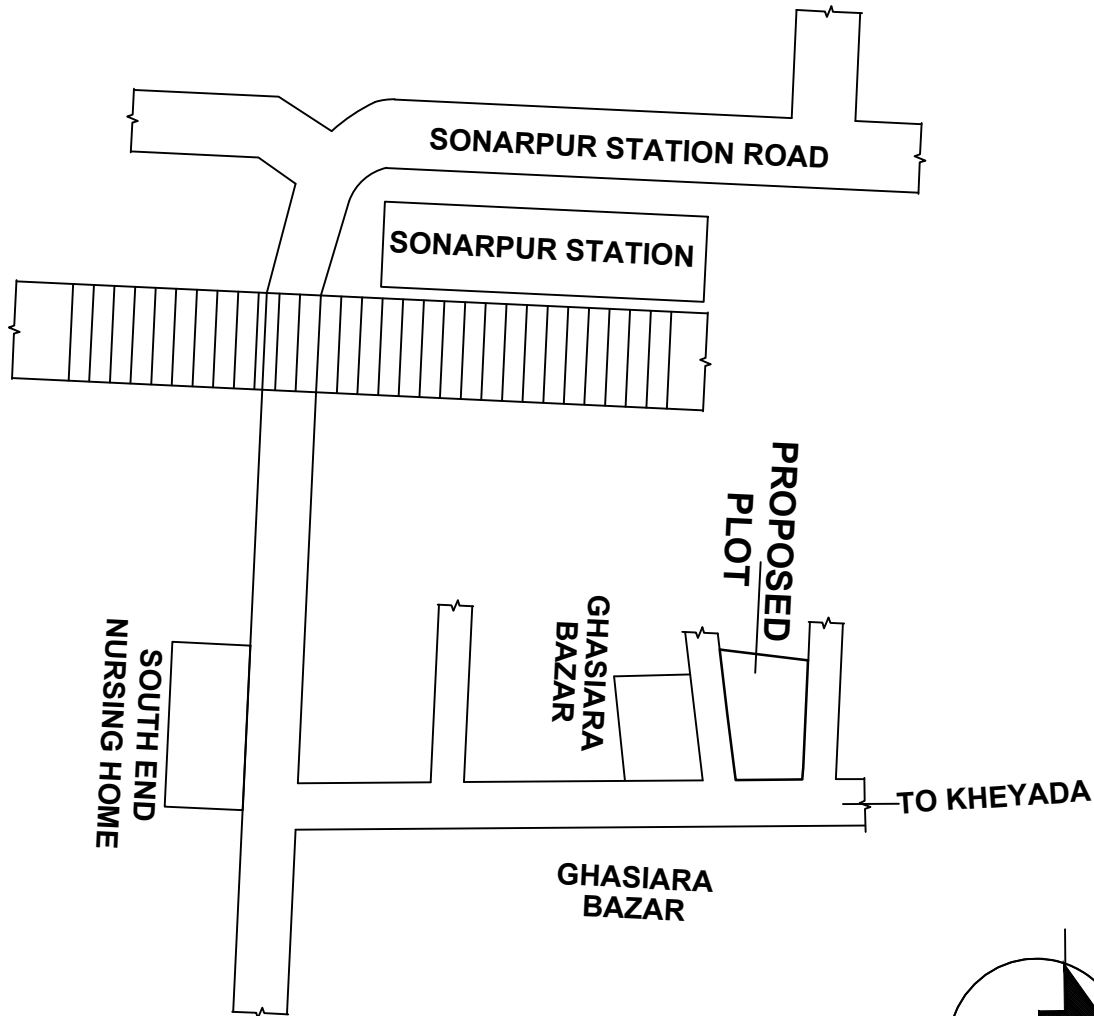 SONARPUR STATION ROAD
SONARPUR STATION
PROPOSED
PLOT
GHASIARA
BAZAR
SOUTH END
NURSING HOME
TO KHEYADA
GHASIARA
BAZAR